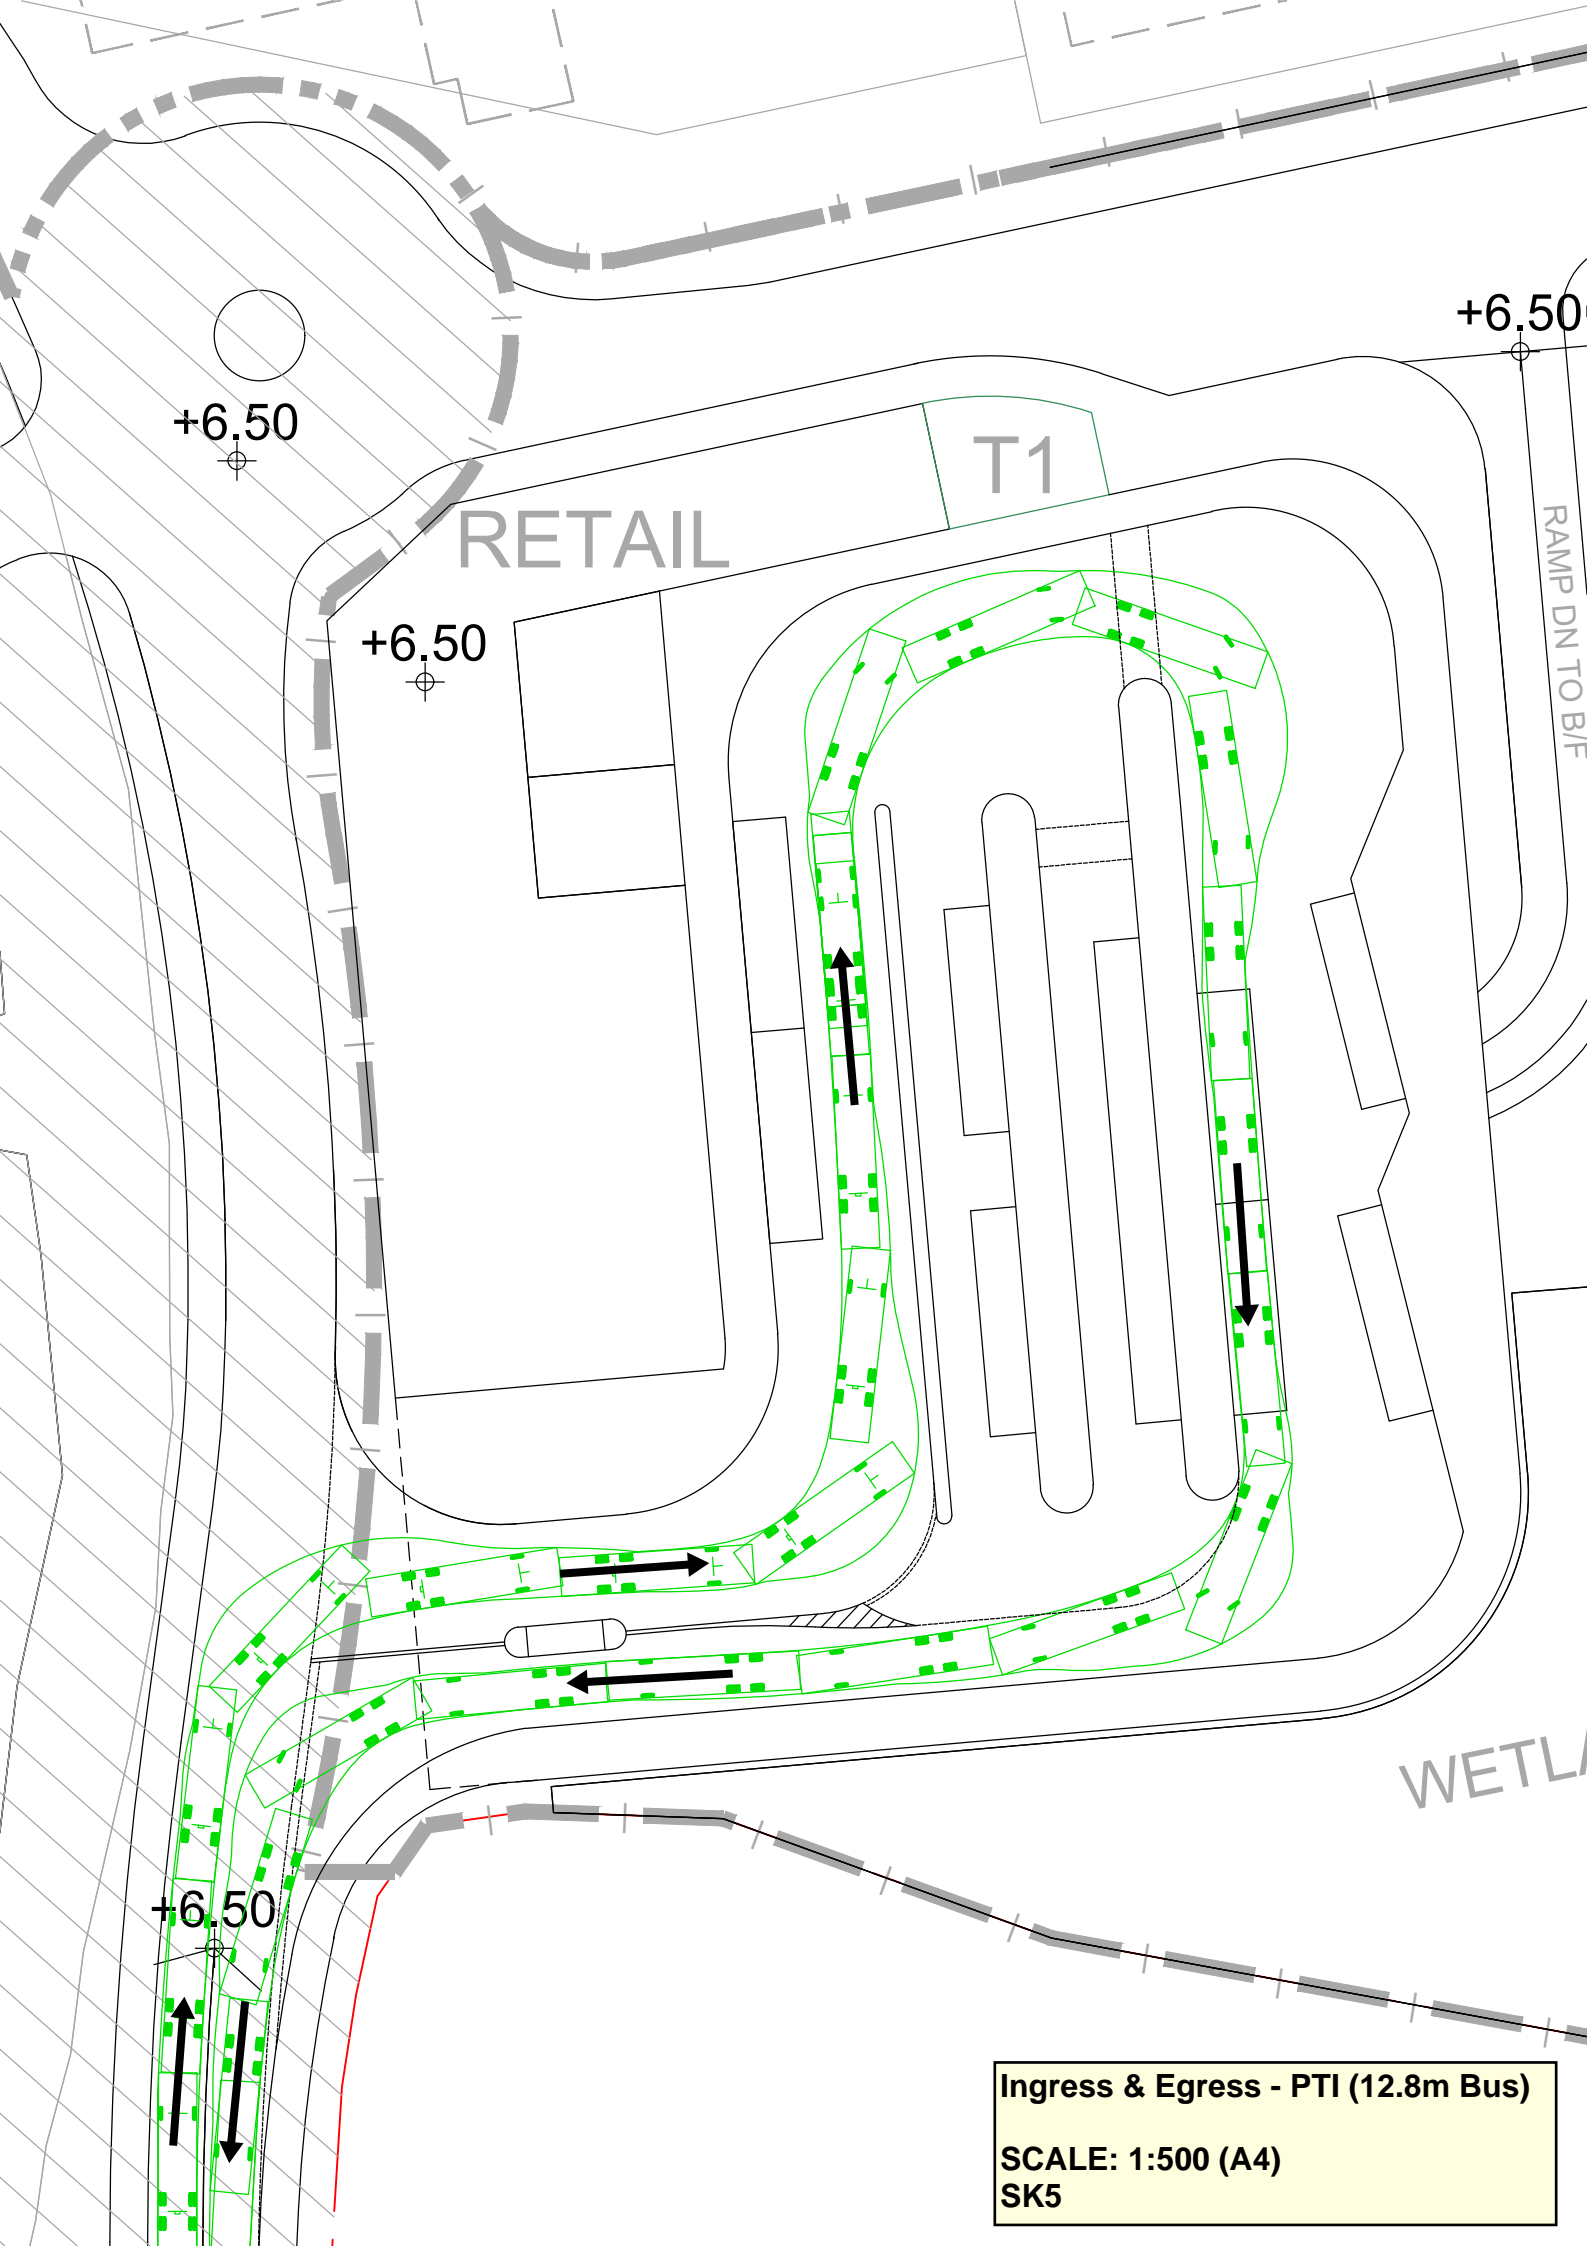 +6.50
+6.50
T1
RETAIL
+6.50
RAMP DN TO B/F
WETLA
+6.50
Ingress & Egress - PTI (12.8m Bus)
SCALE: 1:500 (A4)
SK5